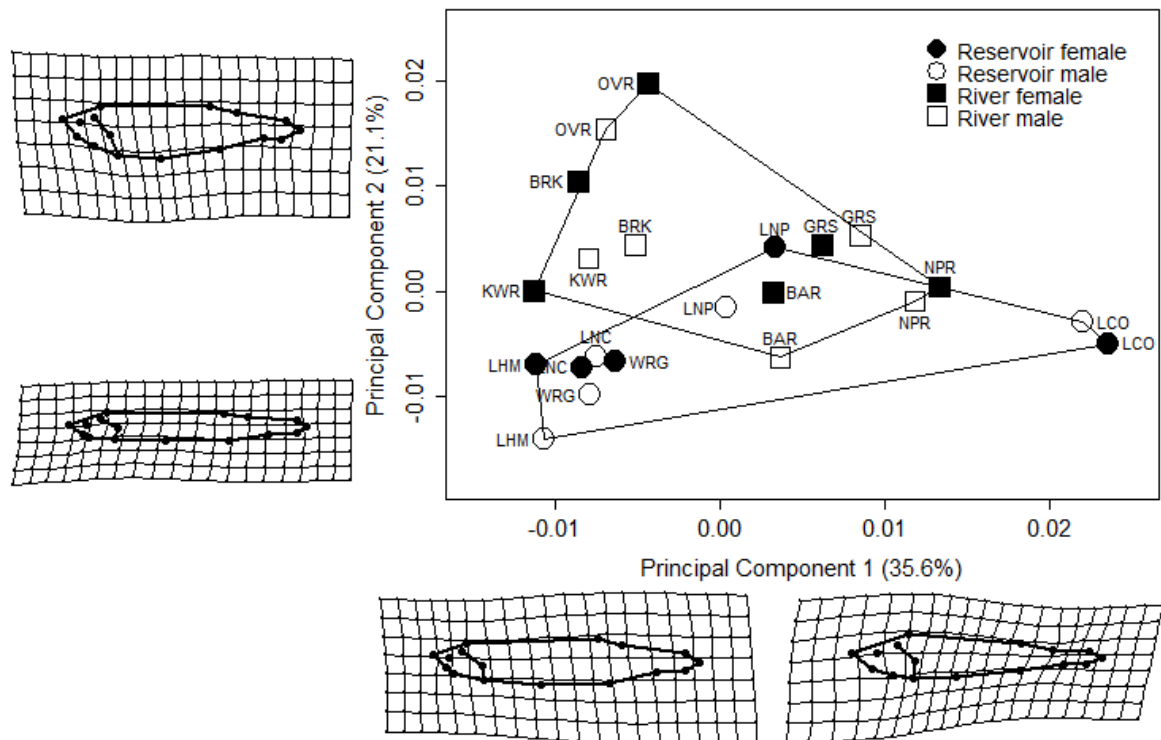 Reservoir female
Reservoir male
River female
River male
Principal Component 2 (21.1%)
0.02
0.01
0.00
-0.01
OVR
OVR
BRK
BRK
KWR
KWR
LNP
GRS
GRS
NPR
BAR
LNP
NPR
LCO
LCO
BAR
LNC
LHM
LNC
WRG
WRG
LHM
-0.01
0.00
0.01
0.02
Principal Component 1 (35.6%)